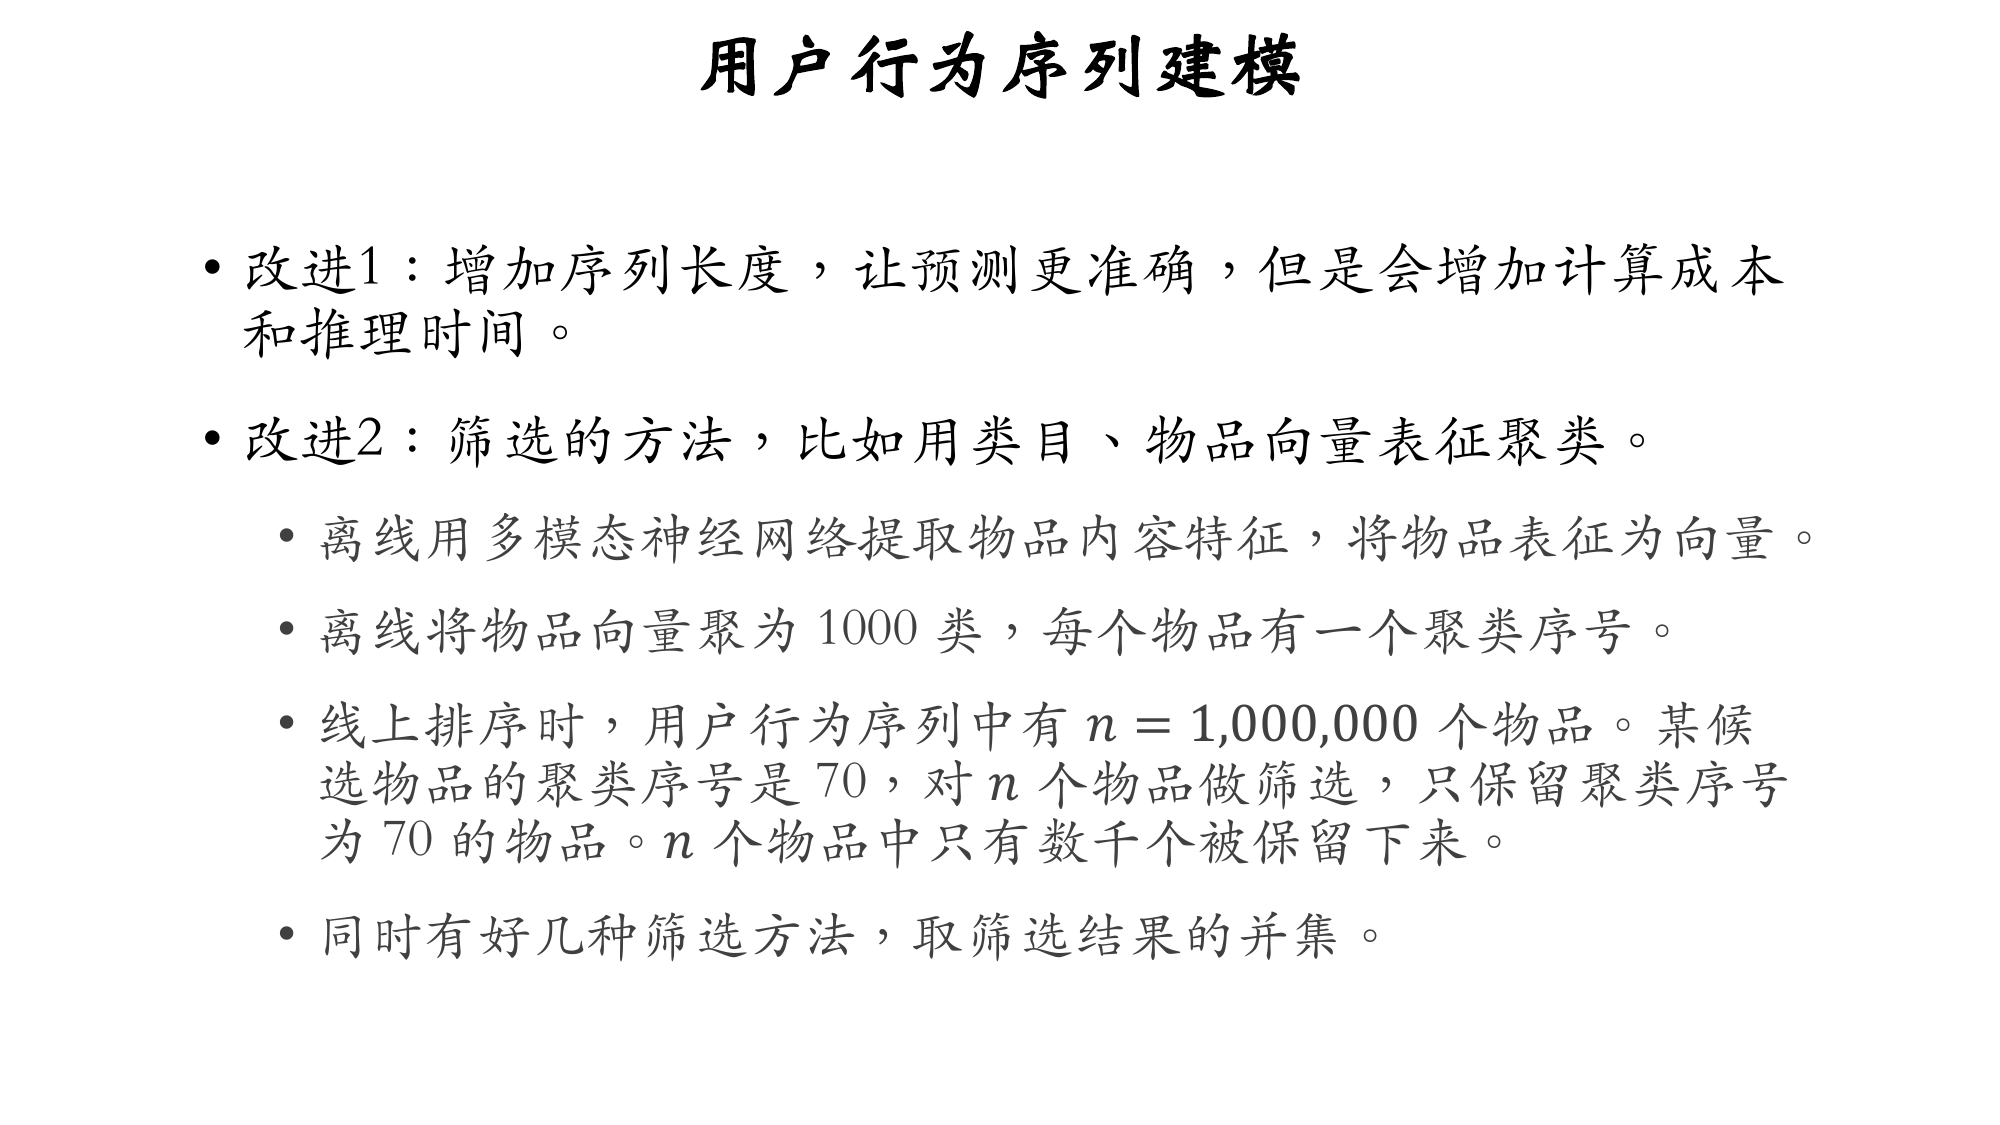 用户行为序列建模
• 改进1：增加序列长度，让预测更准确，但是会增加计算成本
和推理时间。
• 改进2：筛选的方法，比如用类目、物品向量表征聚类。
• 离线用多模态神经网络提取物品内容特征，将物品表征为向量。
• 离线将物品向量聚为 1000 类，每个物品有一个聚类序号。
• 线上排序时，用户行为序列中有 n = 1,000,000 个物品。某候
选物品的聚类序号是 70，对 n 个物品做筛选，只保留聚类序号
为 70 的物品。n 个物品中只有数千个被保留下来。
• 同时有好几种筛选方法，取筛选结果的并集。